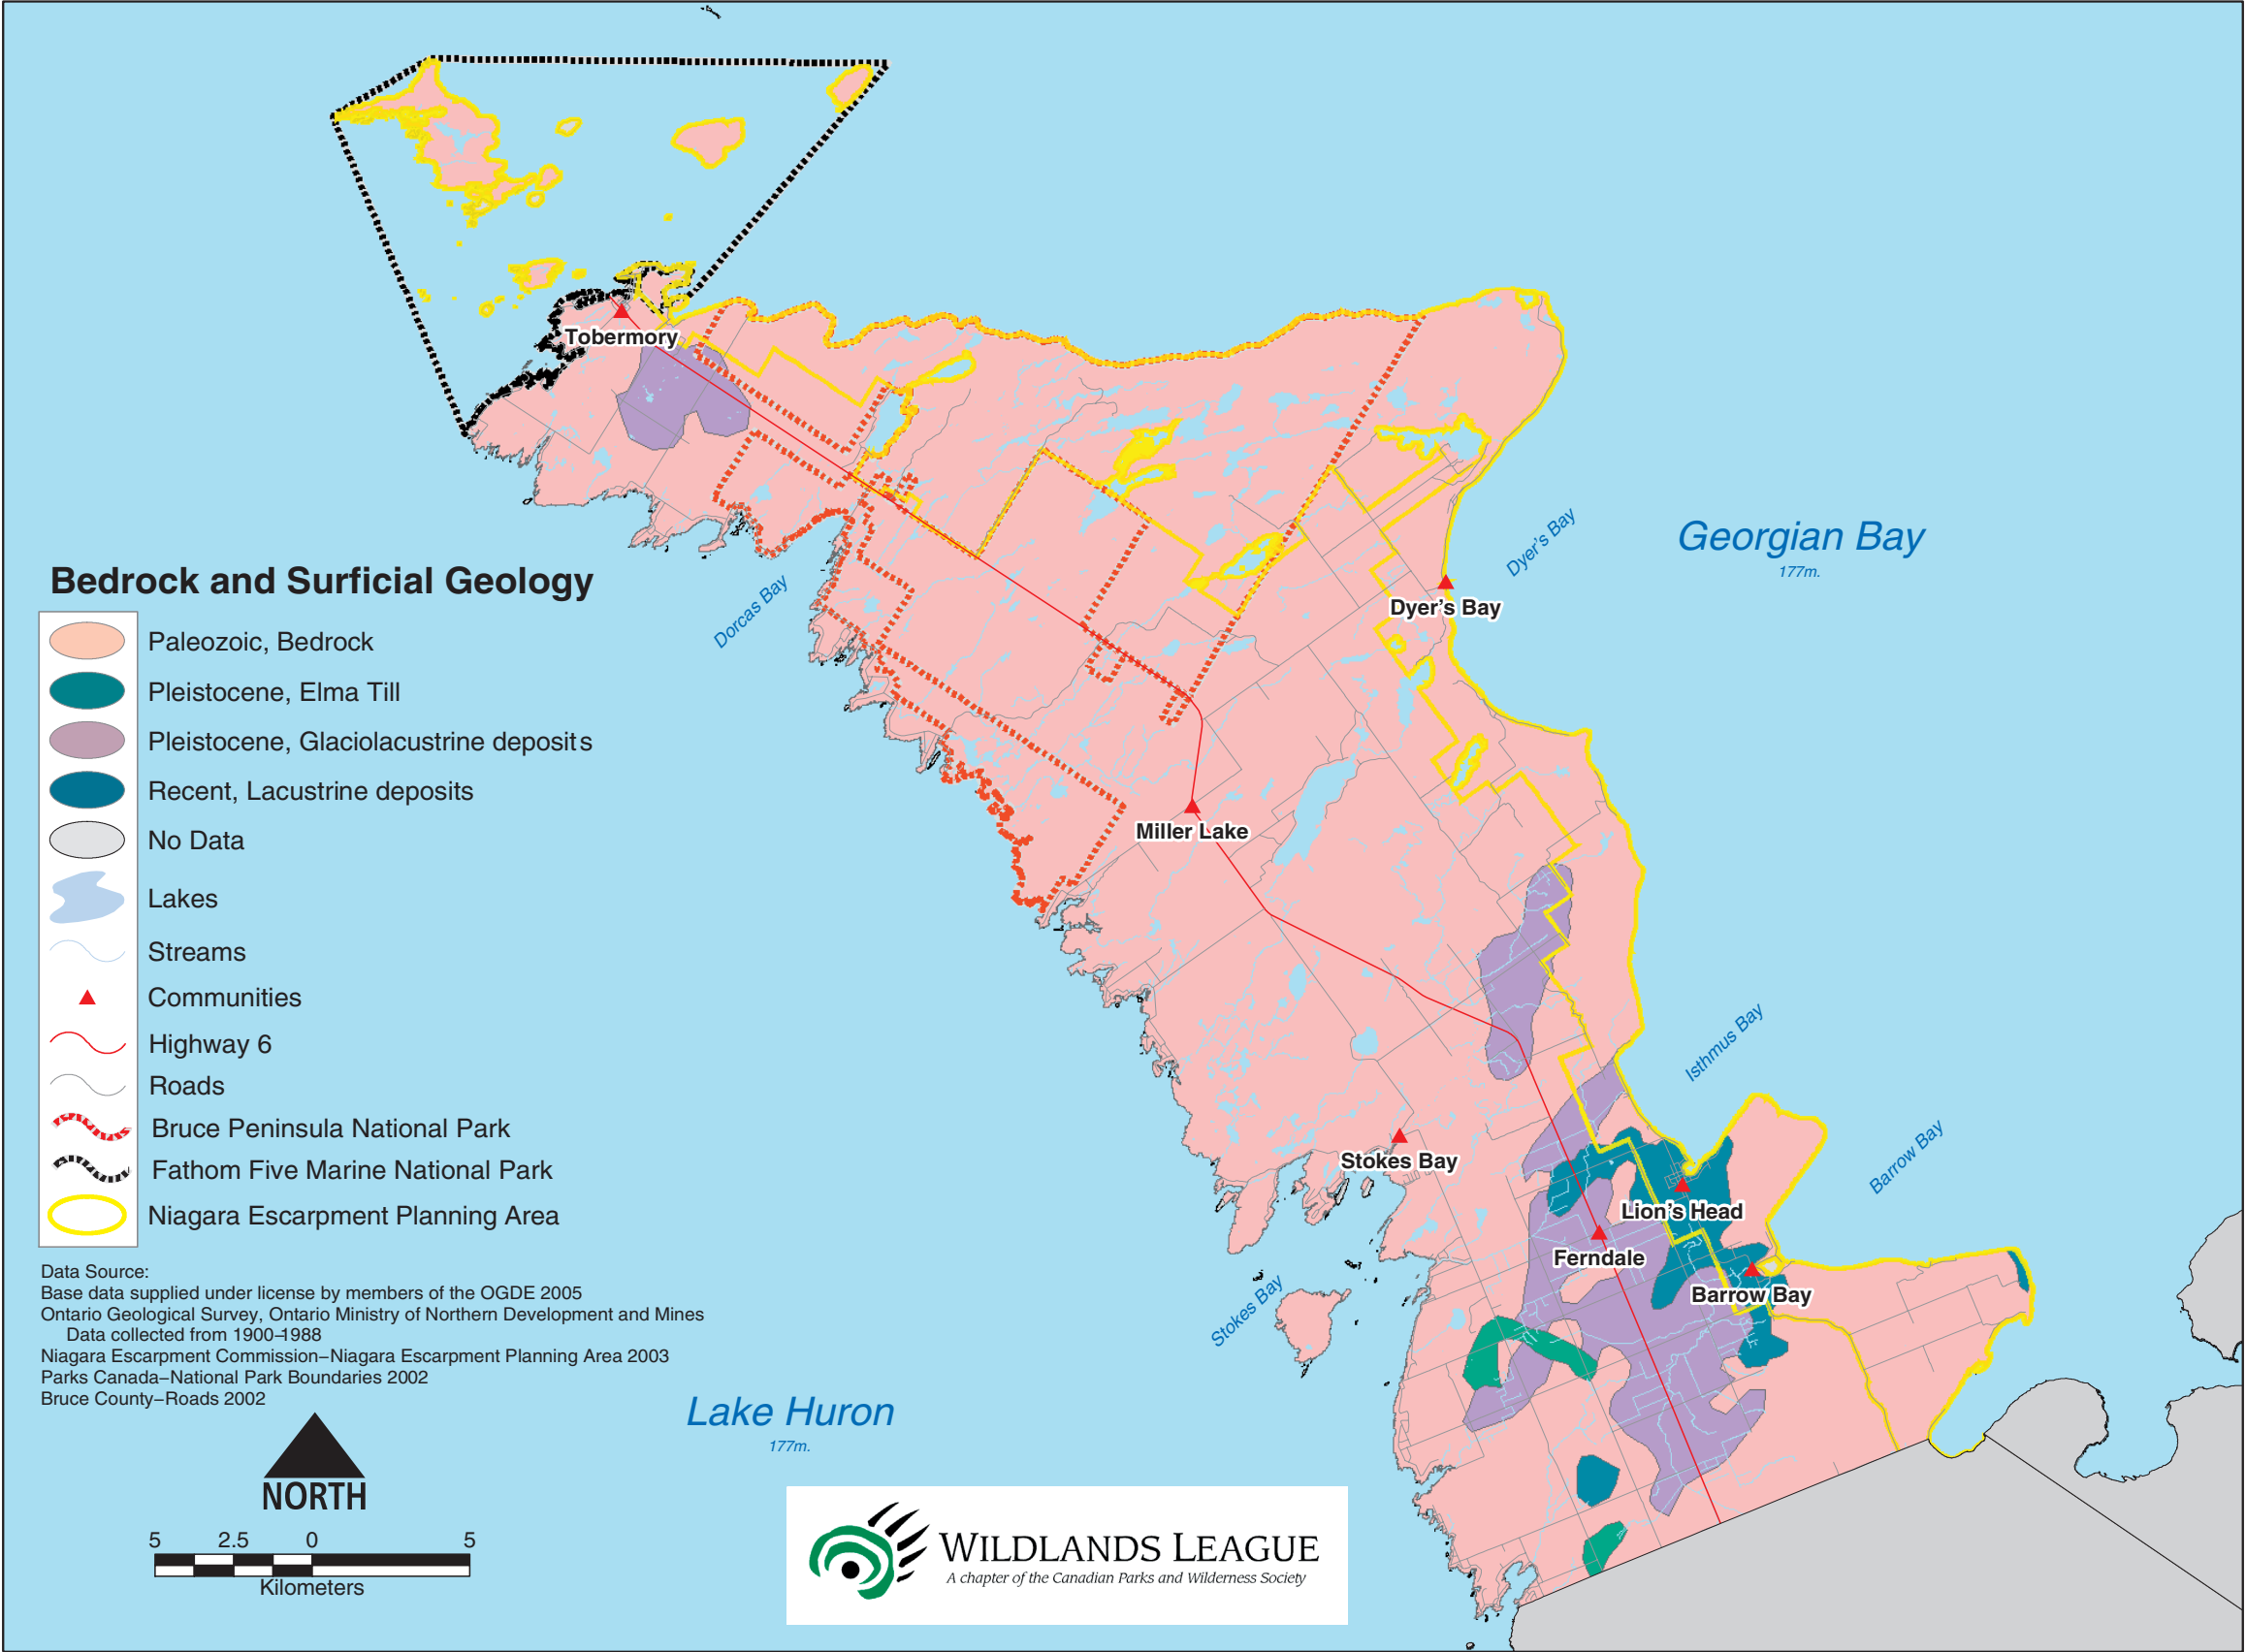 Tobermory
Georgian Bay
177m.
Dyer's Bay
Dorcas Bay
Dyer's Bay
Bedrock and Surficial Geology
Paleozoic, Bedrock
Pleistocene, Elma Till
Pleistocene, Glaciolacustrine deposits
Recent, Lacustrine deposits
No Data
Lakes
Streams
Communities
Highway 6
Roads
Bruce Peninsula National Park
Fathom Five Marine National Park
Niagara Escarpment Planning Area
Miller Lake
Isthmus Bay
Stokes Bay
Barrow Bay
Lion's Head
Ferndale
Barrow Bay
Stokes Bay
Data Source:
Base data supplied under license by members of the OGDE 2005
Ontario Geological Survey, Ontario Ministry of Northern Development and Mines
Data collected from 1900–1988
Niagara Escarpment Commission–Niagara Escarpment Planning Area 2003
Parks Canada–National Park Boundaries 2002
Bruce County–Roads 2002
Lake Huron
177m.
NORTH
5 2.5 0 5
Kilometers
WILDLANDS LEAGUE
A chapter of the Canadian Parks and Wilderness Society